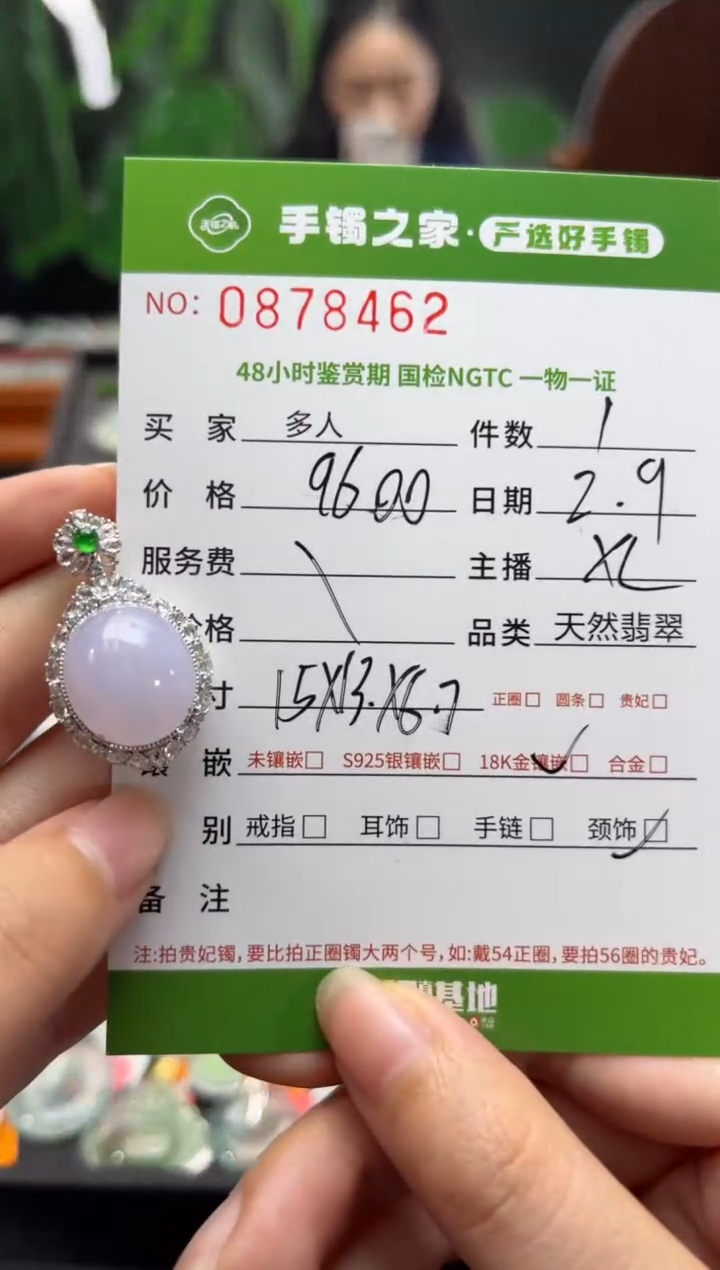 手镯之家·严选好手镯
NO: 0878462
48小时鉴赏期 国检NGTC 一物一证
买 家 多人 件数 1
价 格 9600 日期 2.9
服务费 主播 XL
价格 品类 天然翡翠
寸 15X13.X6.7 正圈□ 圆条□ 贵妃□
镶 嵌 未镶嵌□ S925银镶嵌□ 18K金镶嵌□ 合金□
别 戒指□ 耳饰□ 手链□ 颈饰□
备 注
注:拍贵妃镯,要比拍正圈镯大两个号,如:戴54正圈,要拍56圈的贵妃。
基地